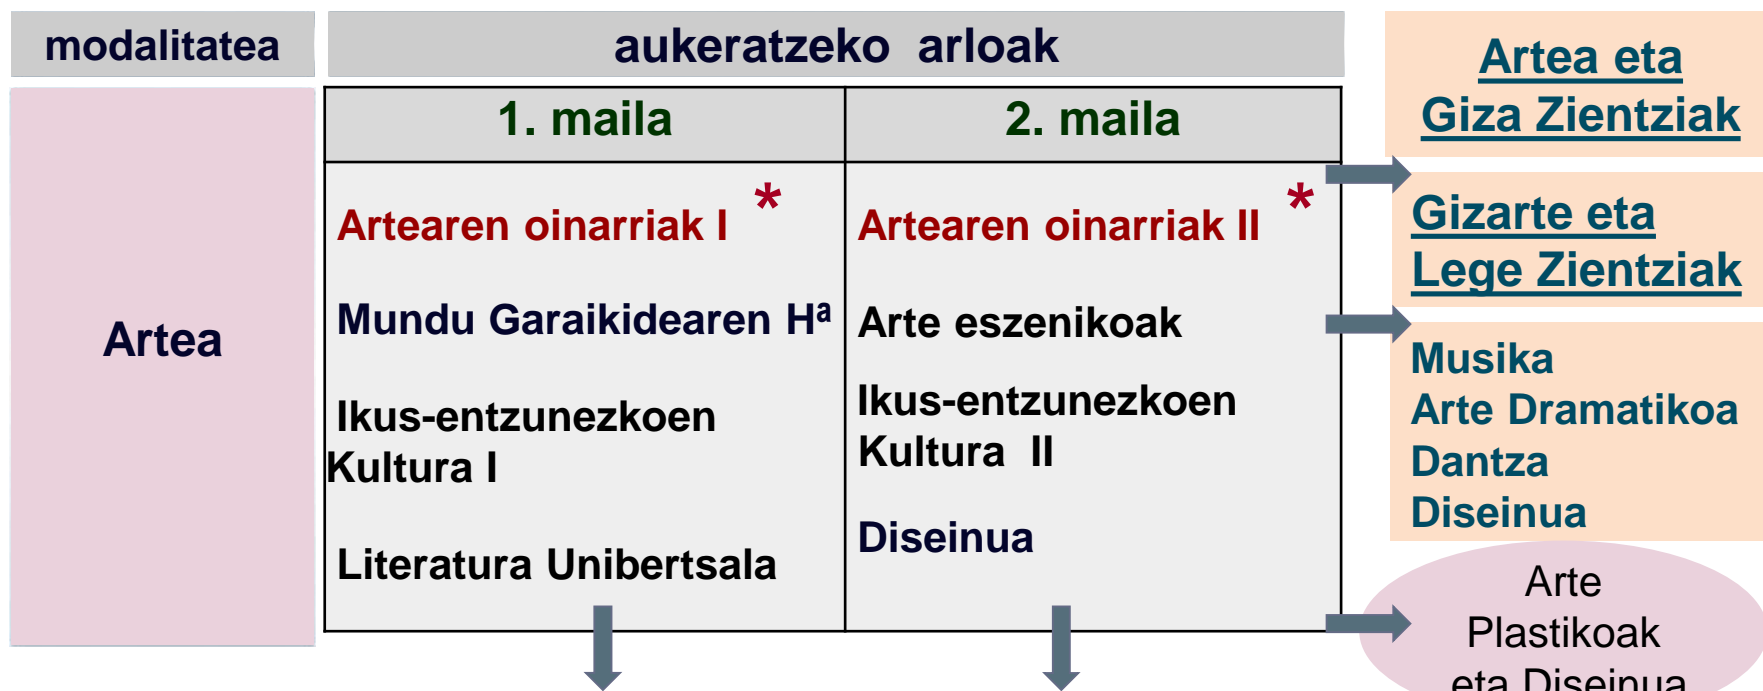 modalitatea
aukeratzeko arloak
Artea
1. maila
2. maila
Artearen oinarriak I *
Mundu Garaikidearen Hª
Ikus-entzunezkoen
Kultura I
Literatura Unibertsala
Artearen oinarriak II *
Arte eszenikoak
Ikus-entzunezkoen
Kultura II
Diseinua
Artea eta
Giza Zientziak
Gizarte eta
Lege Zientziak
Musika
Arte Dramatikoa
Dantza
Diseinua
Arte
Plastikoak
eta Diseinua